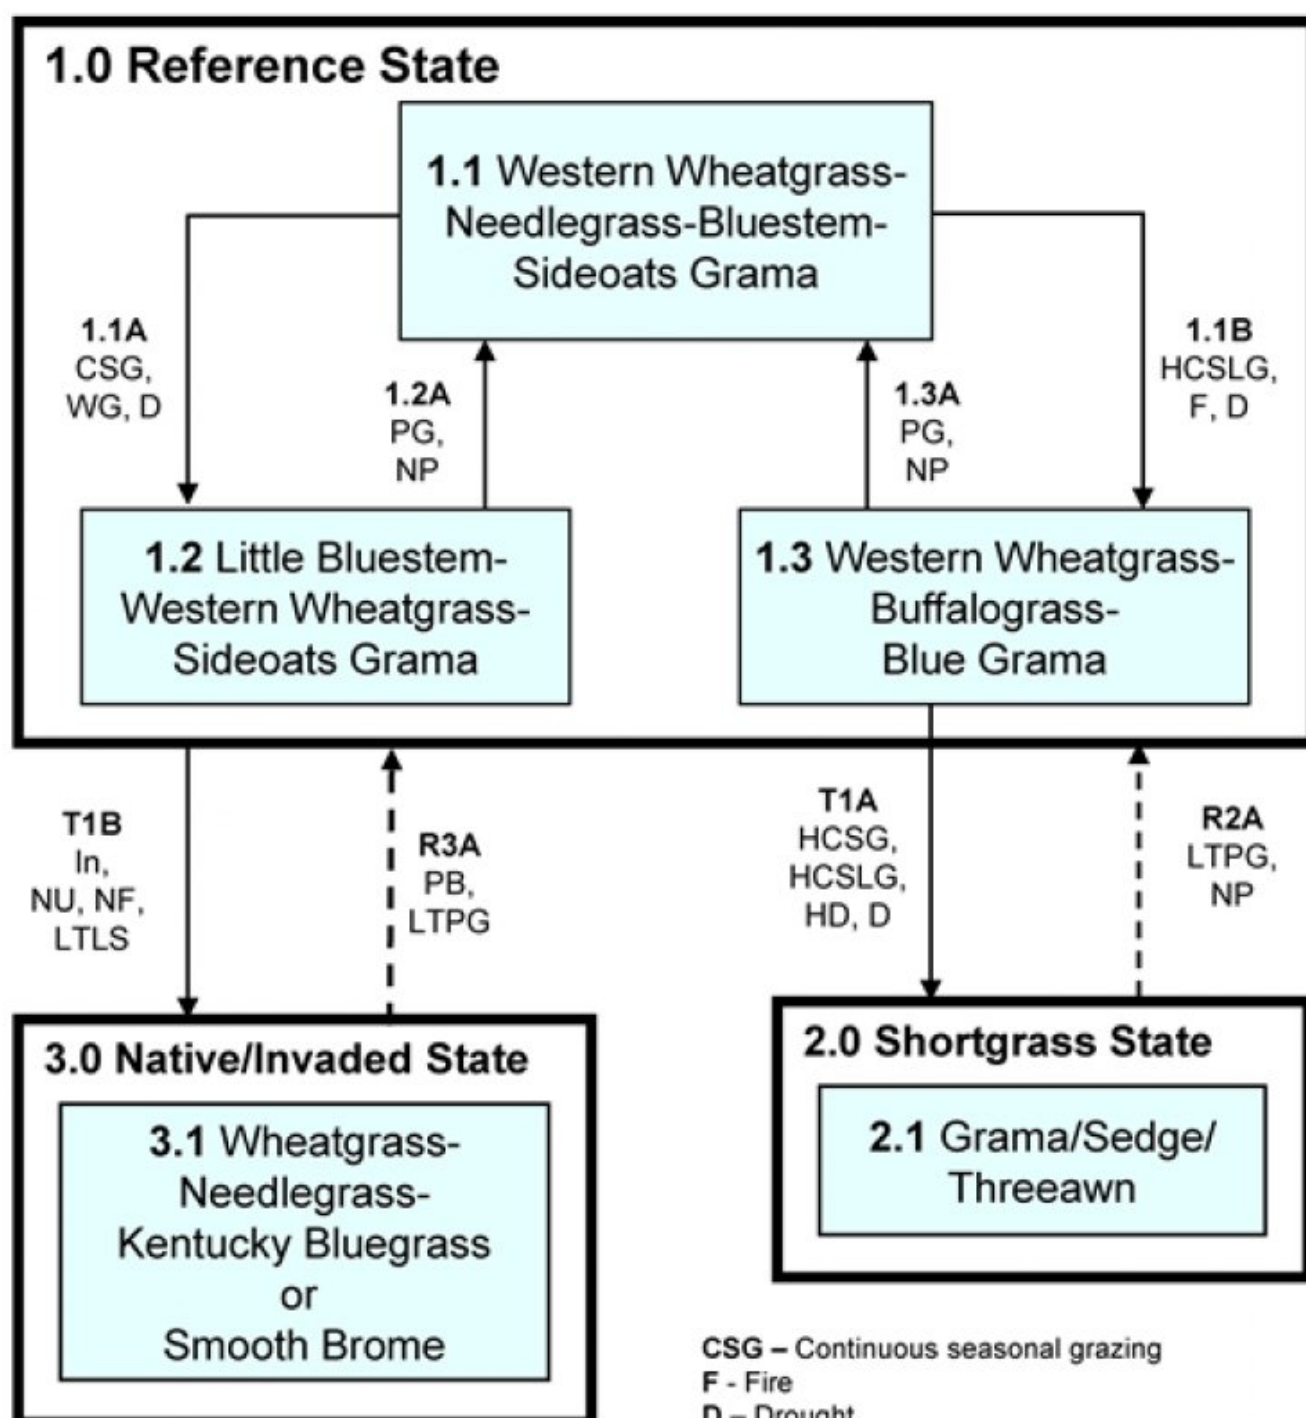 1.0 Reference State
1.1 Western Wheatgrass-
Needlegrass-Bluestem-
Sideoats Grama
1.1A
CSG,
WG, D
1.2A
PG,
NP
1.3A
PG,
NP
1.1B
HCSLG,
F, D
1.2 Little Bluestem-
Western Wheatgrass-
Sideoats Grama
1.3 Western Wheatgrass-
Buffalograss-
Blue Grama
T1B
In,
NU, NF,
LTLS
R3A
PB,
LTPG
T1A
HCSG,
HCSLG,
HD, D
R2A
LTPG,
NP
3.0 Native/Invaded State
3.1 Wheatgrass-
Needlegrass-
Kentucky Bluegrass
or
Smooth Brome
2.0 Shortgrass State
2.1 Grama/Sedge/
Threeawn
CSG – Continuous seasonal grazing
F - Fire
D – Drought